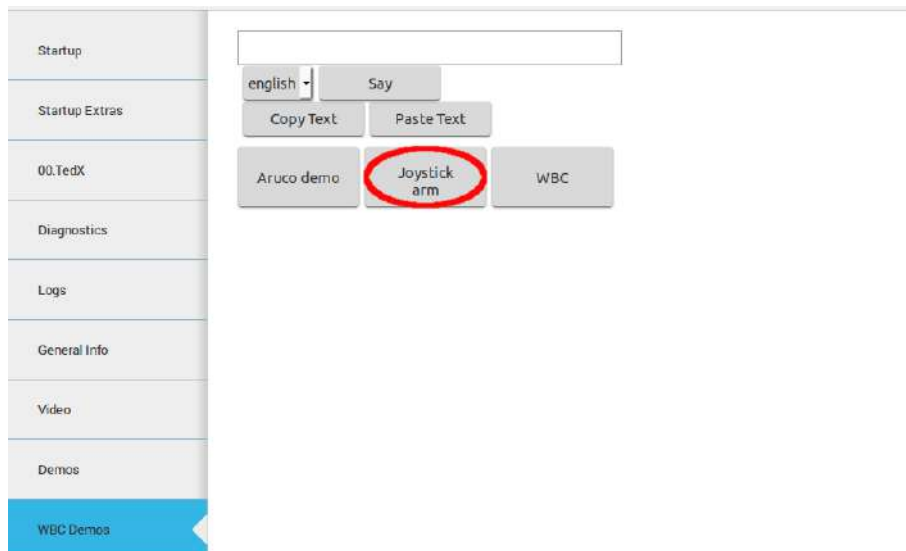 Startup
Startup Extras
00.TedX
Diagnostics
Logs
General Info
Video
Demos
WBC Demos
english Say
Copy Text Paste Text
Aruco demo Joystick arm WBC